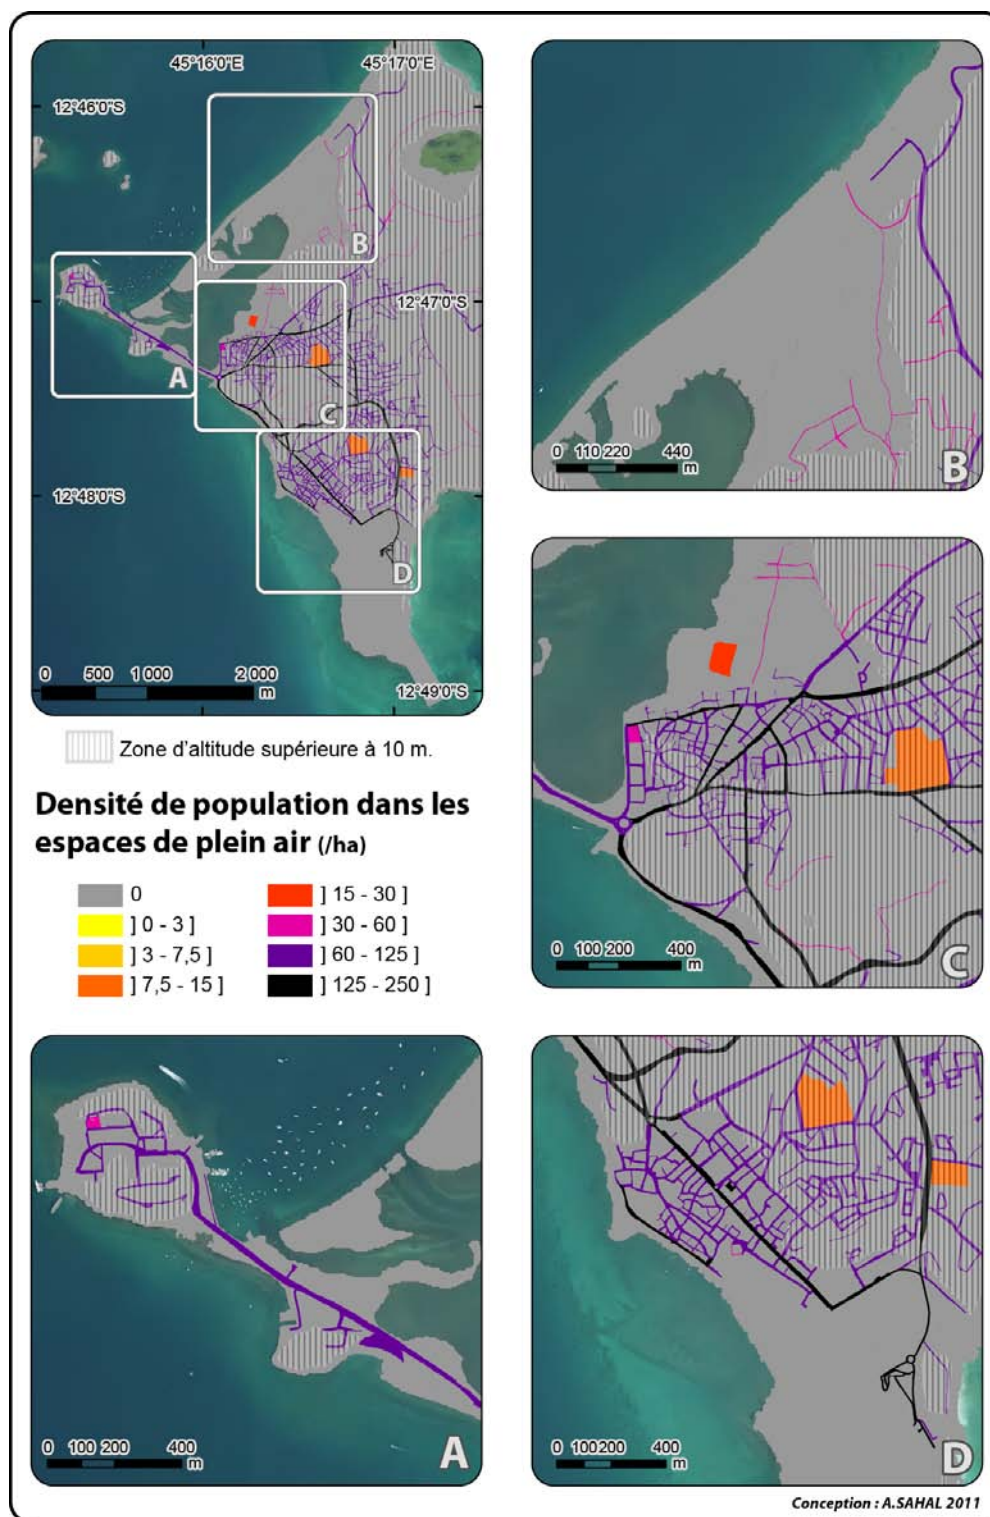 45°16'0"E 45°17'0"E
12°46'0"S
B
12°47'0"S
A
C
12°48'0"S
D
0 500 1 000 2 000
m
12°49'0"S
0 110 220 440
m
B
Zone d'altitude supérieure à 10 m.
Densité de population dans les
espaces de plein air (/ha)
0
] 0 - 3 ]
] 3 - 7,5 ]
] 7,5 - 15 ]
] 15 - 30 ]
] 30 - 60 ]
] 60 - 125 ]
] 125 - 250 ]
0 100 200 400
m
C
0 100 200 400
m
A
0 100 200 400
m
D
Conception : A.SAHAL 2011